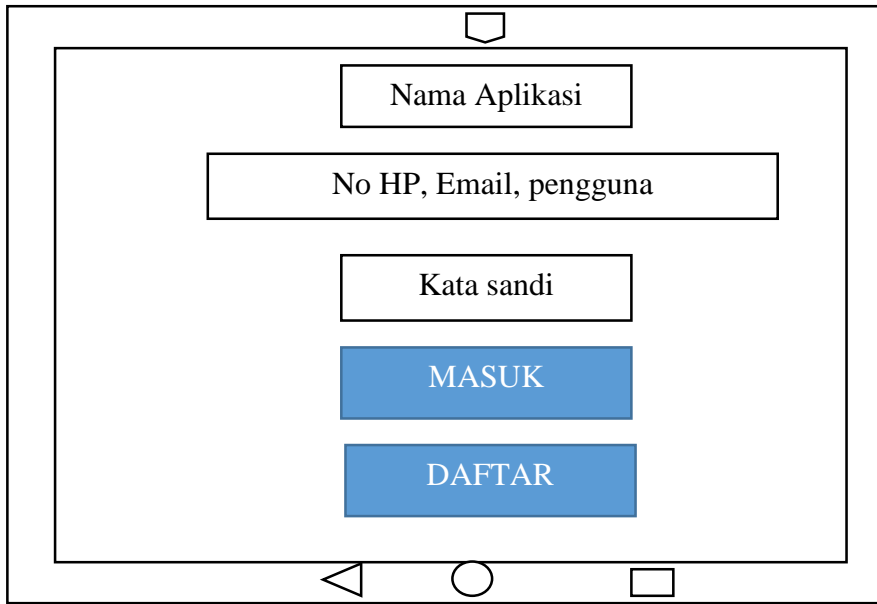 Nama Aplikasi
No HP, Email, pengguna
Kata sandi
MASUK
DAFTAR